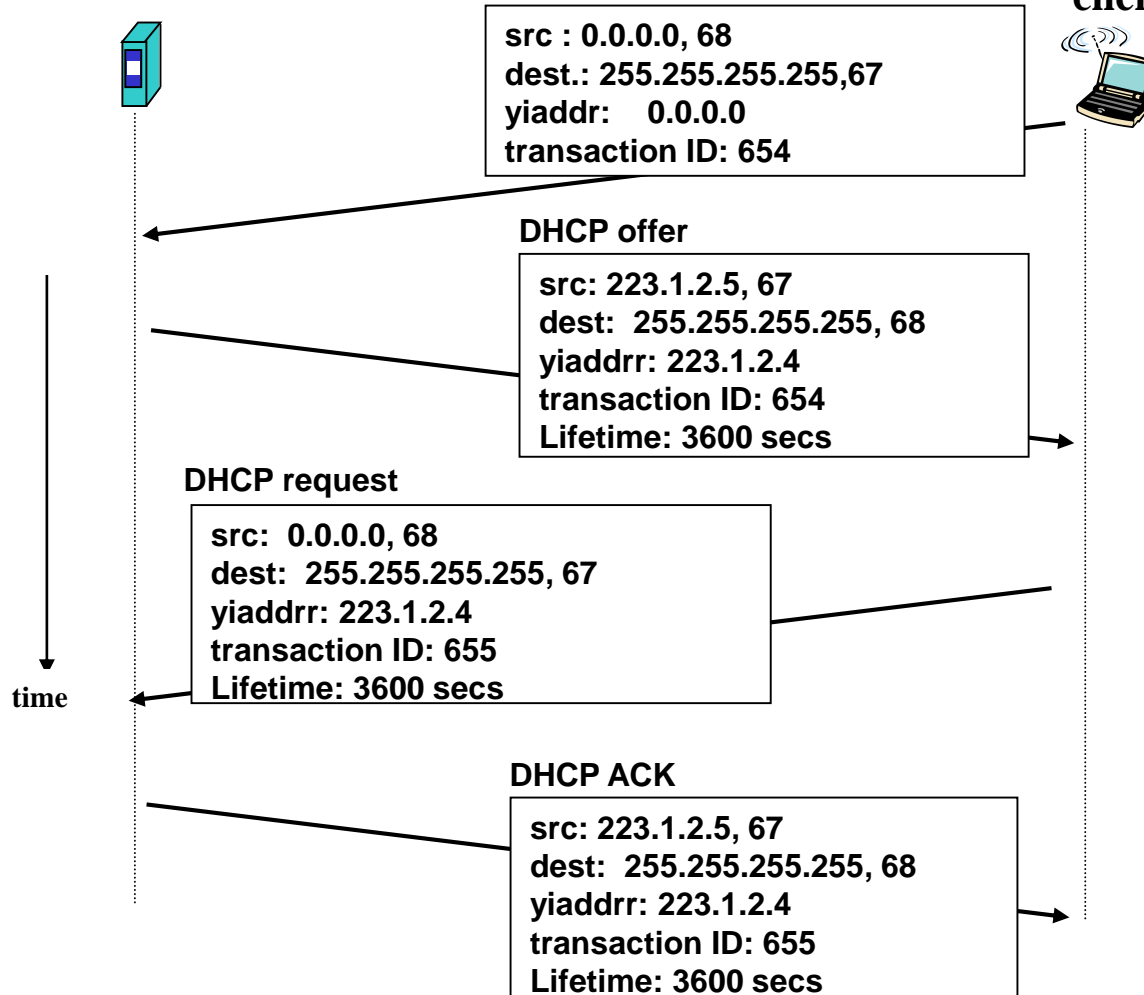 src : 0.0.0.0, 68
dest.: 255.255.255.255,67
yiaddr: 0.0.0.0
transaction ID: 654
DHCP offer
src: 223.1.2.5, 67
dest: 255.255.255.255, 68
yiaddrr: 223.1.2.4
transaction ID: 654
Lifetime: 3600 secs
DHCP request
src: 0.0.0.0, 68
dest: 255.255.255.255, 67
yiaddrr: 223.1.2.4
transaction ID: 655
Lifetime: 3600 secs
time
DHCP ACK
src: 223.1.2.5, 67
dest: 255.255.255.255, 68
yiaddrr: 223.1.2.4
transaction ID: 655
Lifetime: 3600 secs